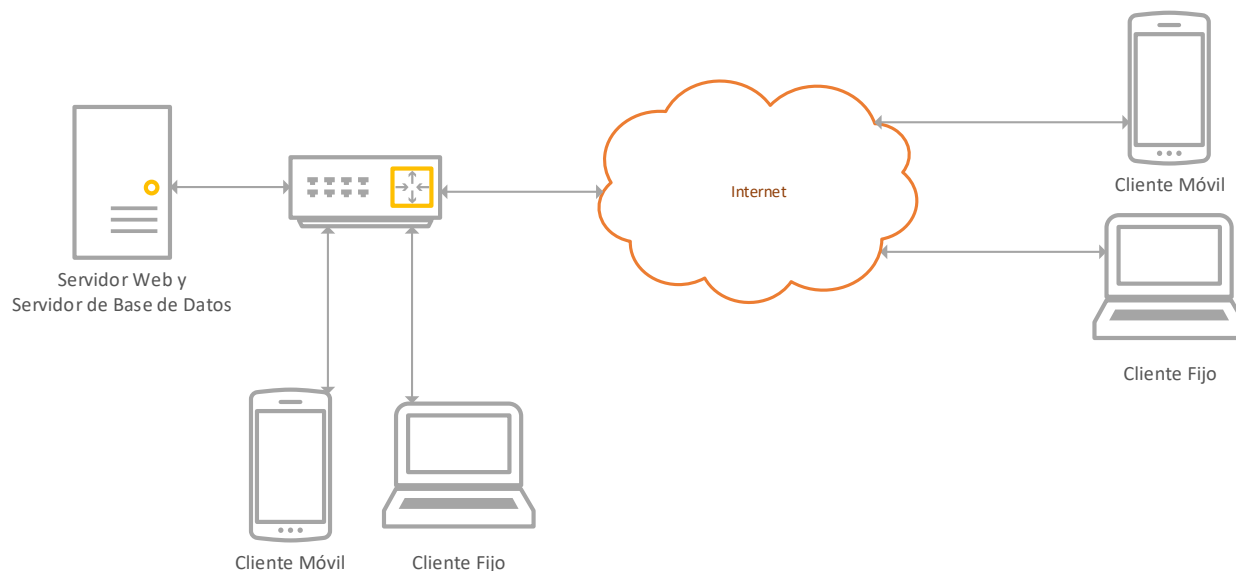 Cliente Móvil
Internet
Servidor Web y
Servidor de Base de Datos
Cliente Fijo
Cliente Móvil
Cliente Fijo